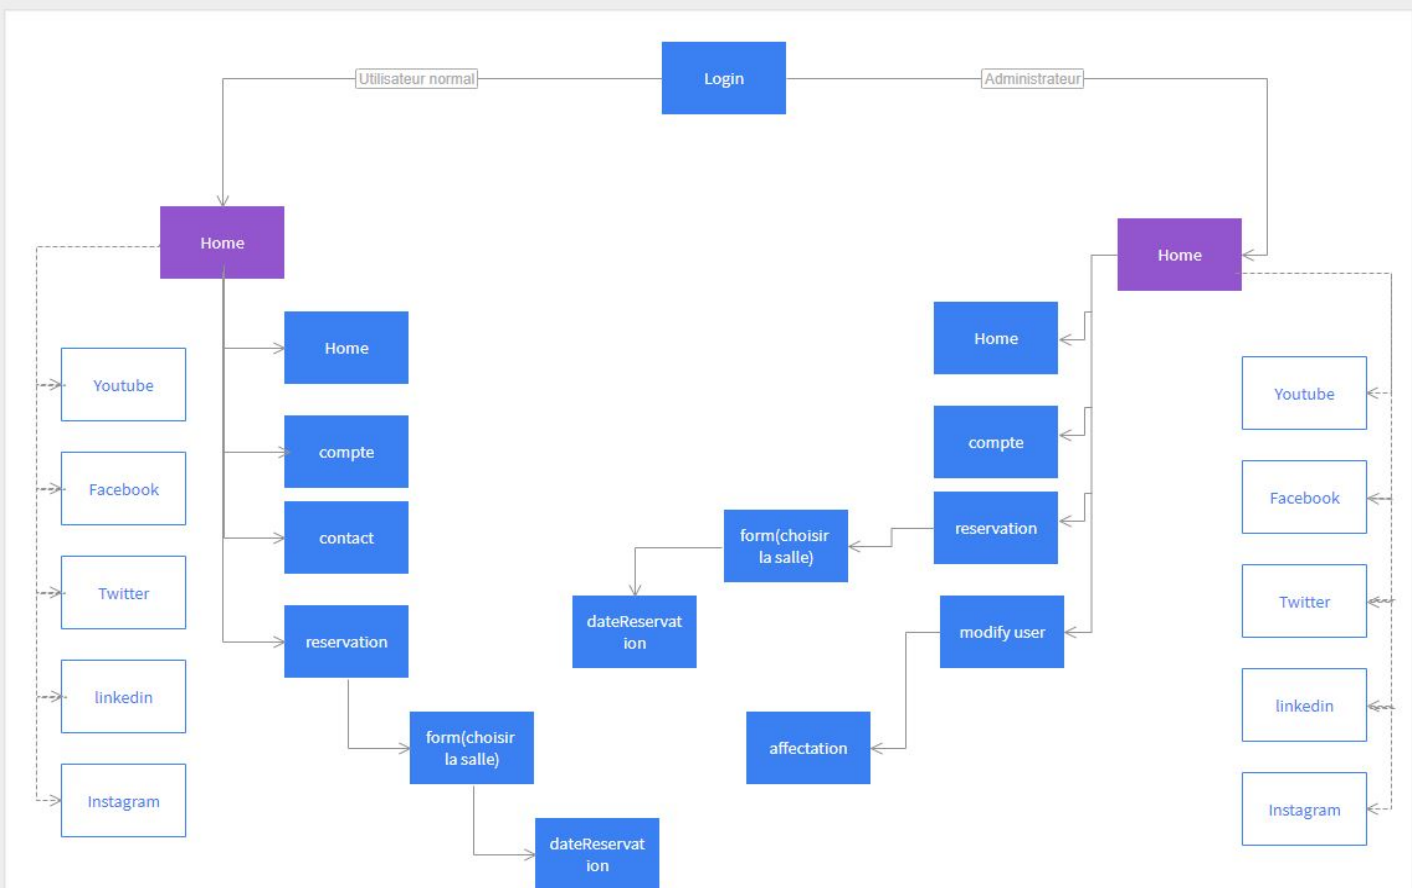 Login
Utilisateur normal
Administrateur
Home
Home
Home
compte
contact
reservation
form(choisir
la salle)
dateReservat
ion
Youtube
Facebook
Twitter
linkedin
Instagram
Home
compte
reservation
form(choisir
la salle)
dateReservat
ion
modify user
affectation
Youtube
Facebook
Twitter
linkedin
Instagram